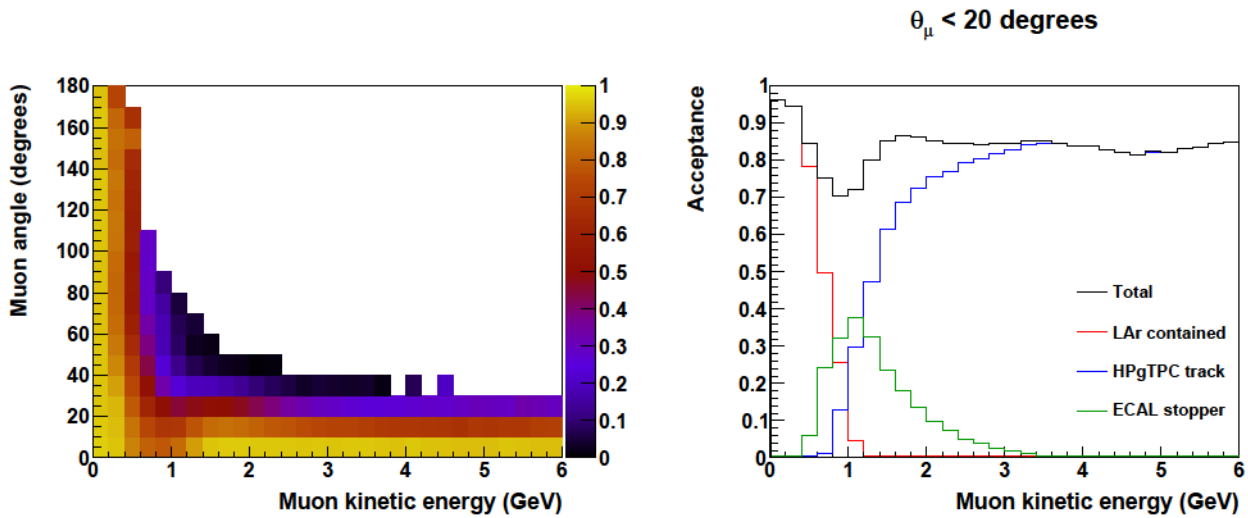 θμ < 20 degrees
Muon angle (degrees)
180
160
140
120
100
80
60
40
20
0
0 1 2 3 4 5 6
Muon kinetic energy (GeV)
1
0.9
0.8
0.7
0.6
0.5
0.4
0.3
0.2
0.1
0
Acceptance
1
0.9
0.8
0.7
0.6
0.5
0.4
0.3
0.2
0.1
0
0 1 2 3 4 5 6
Muon kinetic energy (GeV)
Total
LAr contained
HPgTPC track
ECAL stopper